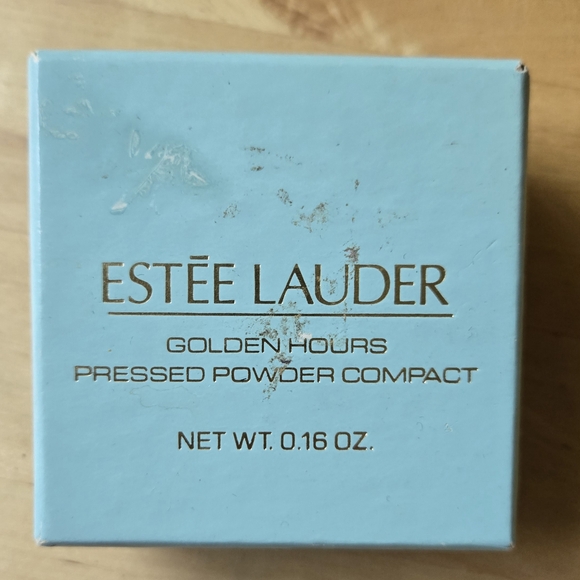 ESTĒE LAUDER
GOLDEN HOURS
PRESSED POWDER COMPACT
NET WT. 0.16 OZ.